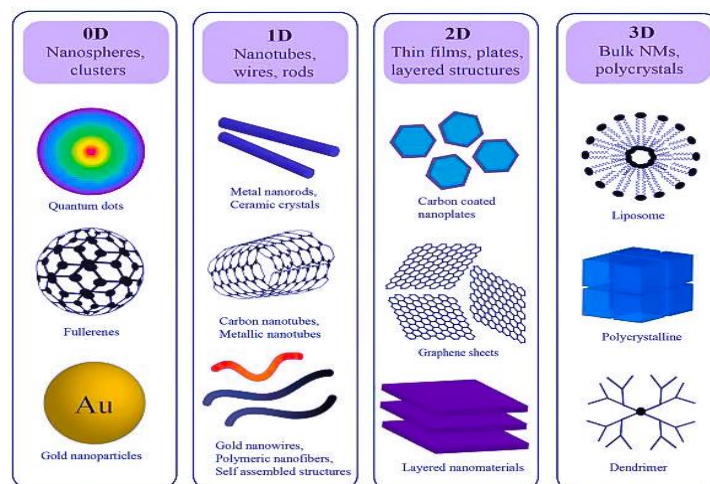 0D
Nanospheres,
clusters
Quantum dots
Fullerenes
Au
Gold nanoparticles
1D
Nanotubes,
wires, rods
Metal nanorods,
Ceramic crystals
Carbon nanotubes,
Metallic nanotubes
Gold nanowires,
Polymeric nanofibers,
Self assembled structures
2D
Thin films, plates,
layered structures
Carbon coated
nanoplates
Graphene sheets
Layered nanomaterials
3D
Bulk NMs,
polycrystals
Liposome
Polycrystalline
Dendrimer